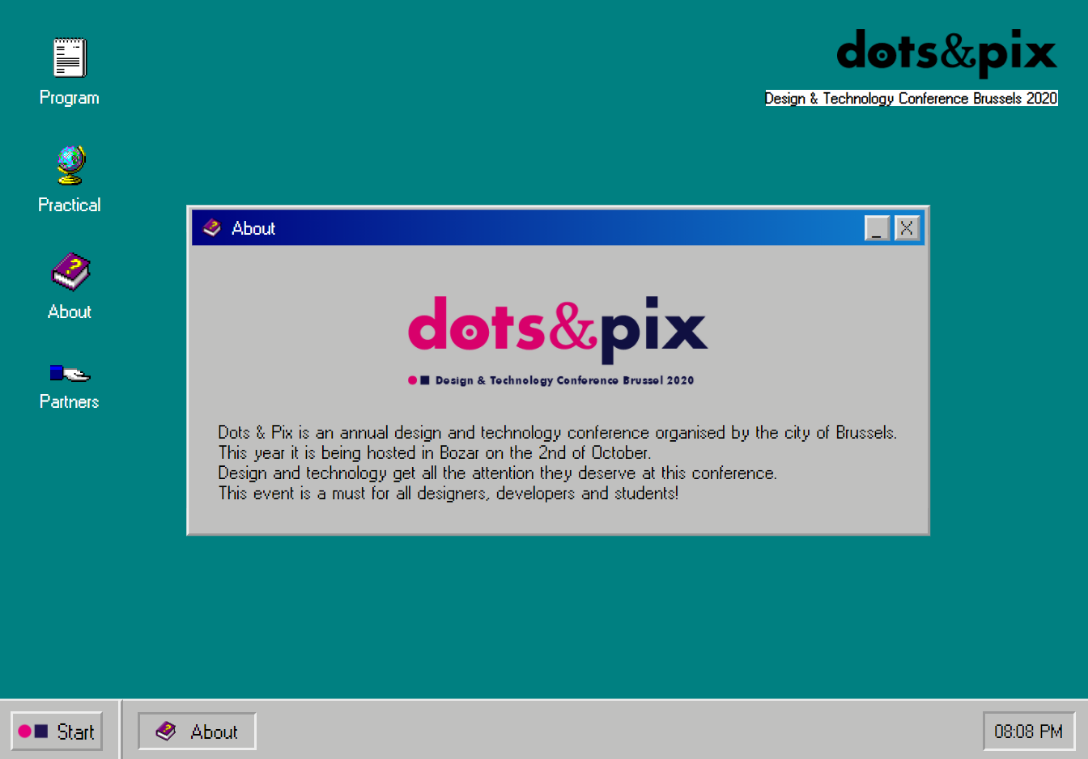 Program
Practical
About
Partners
dots&pix
Design & Technology Conference Brussels 2020
About
dots&pix
Design & Technology Conference Brussel 2020
Dots & Pix is an annual design and technology conference organised by the city of Brussels.
This year it is being hosted in Bozar on the 2nd of October.
Design and technology get all the attention they deserve at this conference.
This event is a must for all designers, developers and students!
Start
About
08:08 PM